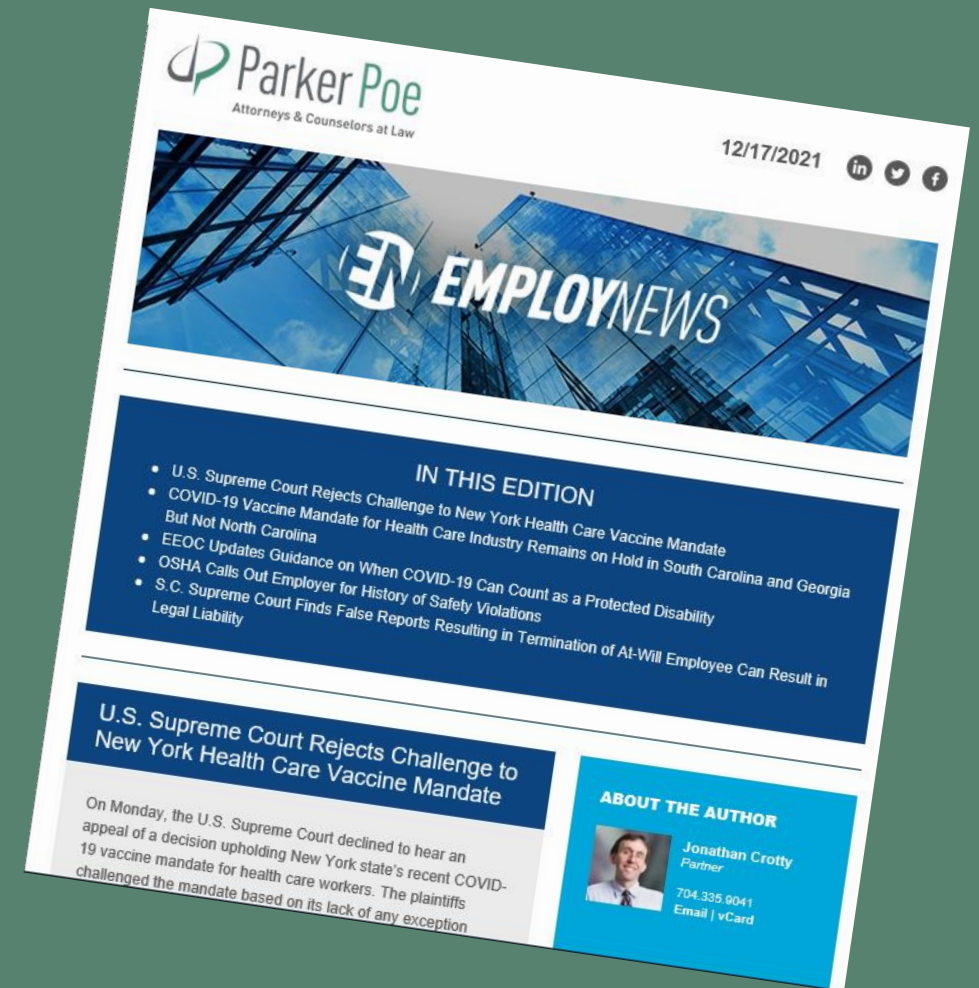 Parker Poe
Attorneys & Counselors at Law
12/17/2021
EMPLOYNEWS
IN THIS EDITION
• U.S. Supreme Court Rejects Challenge to New York Health Care Vaccine Mandate
• COVID-19 Vaccine Mandate for Health Care Industry Remains on Hold in South Carolina and Georgia
But Not North Carolina
• EEOC Updates Guidance on When COVID-19 Can Count as a Protected Disability
• OSHA Calls Out Employer for History of Safety Violations
• S.C. Supreme Court Finds False Reports Resulting in Termination of At-Will Employee Can Result in
Legal Liability
U.S. Supreme Court Rejects Challenge to
New York Health Care Vaccine Mandate
On Monday, the U.S. Supreme Court declined to hear an
appeal of a decision upholding New York state's recent COVID-
19 vaccine mandate for health care workers. The plaintiffs
challenged the mandate based on its lack of any exception
ABOUT THE AUTHOR
Jonathan Crotty
Partner
704.335.9041
Email | vCard